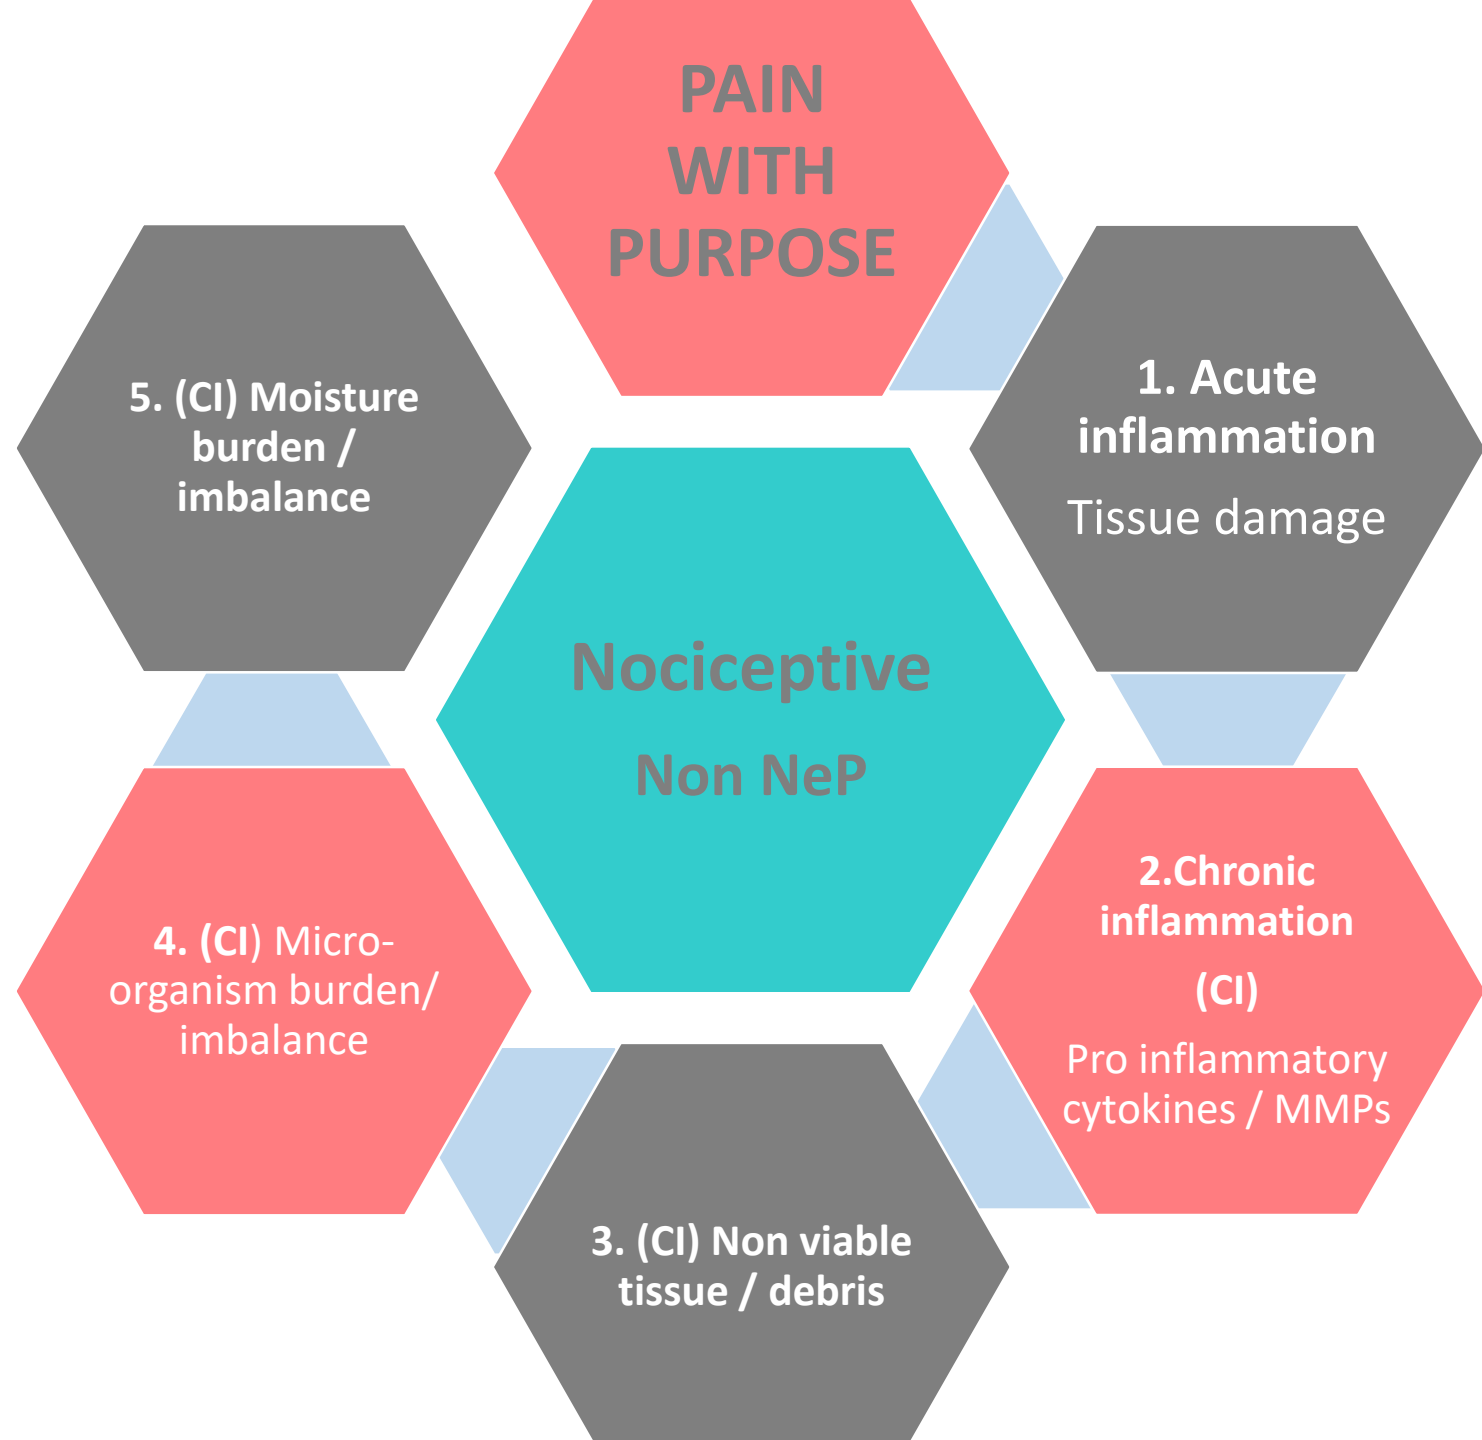 PAIN
WITH
PURPOSE
1. Acute
inflammation
Tissue damage
2.Chronic
inflammation
(CI)
Pro inflammatory
cytokines / MMPs
3. (CI) Non viable
tissue / debris
4. (CI) Micro-
organism burden/
imbalance
5. (CI) Moisture
burden /
imbalance
Nociceptive
Non NeP